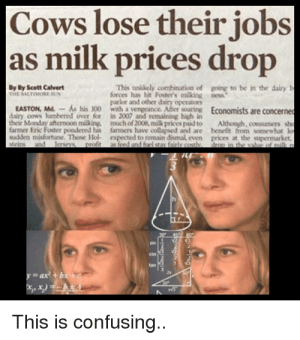 Cows lose their jobs
as milk prices drop
By By Scott Calvert
THE BALTIMORE SUN
EASTON, Md. — As his 100
dairy cows lumbered over for
their Monday afternoon milking,
farmer Eric Foster pondered his
sudden misfortune. These Hol-
steins and Jerseys, profit
This unlikely combination of
forces has hit Foster's milking
parlor and other dairy operators
with a vengeance. After soaring
in 2007 and remaining high in
much of 2008, milk prices paid to
farmers have collapsed and are
expected to remain dismal, even
as feed and fuel stay fairly costly.
going to be in the dairy
Economists are concerned
Although, consumers
benefit from somewhat
prices at the supermarket,
drop in the value of milk
y = ax² + bx
This is confusing..